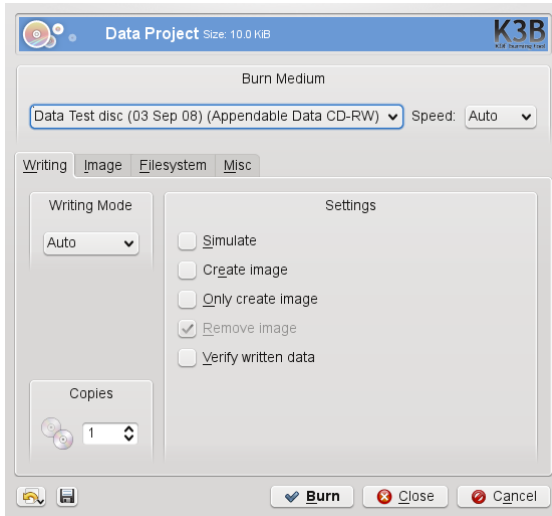 Data Project Size: 10.0 KiB
K3B
Burn Medium
Data Test disc (03 Sep 08) (Appendable Data CD-RW) Speed: Auto
Writing Image Filesystem Misc
Writing Mode
Auto
Settings
Simulate
Create image
Only create image
Remove image
Verify written data
Copies
1
Burn Close Cancel